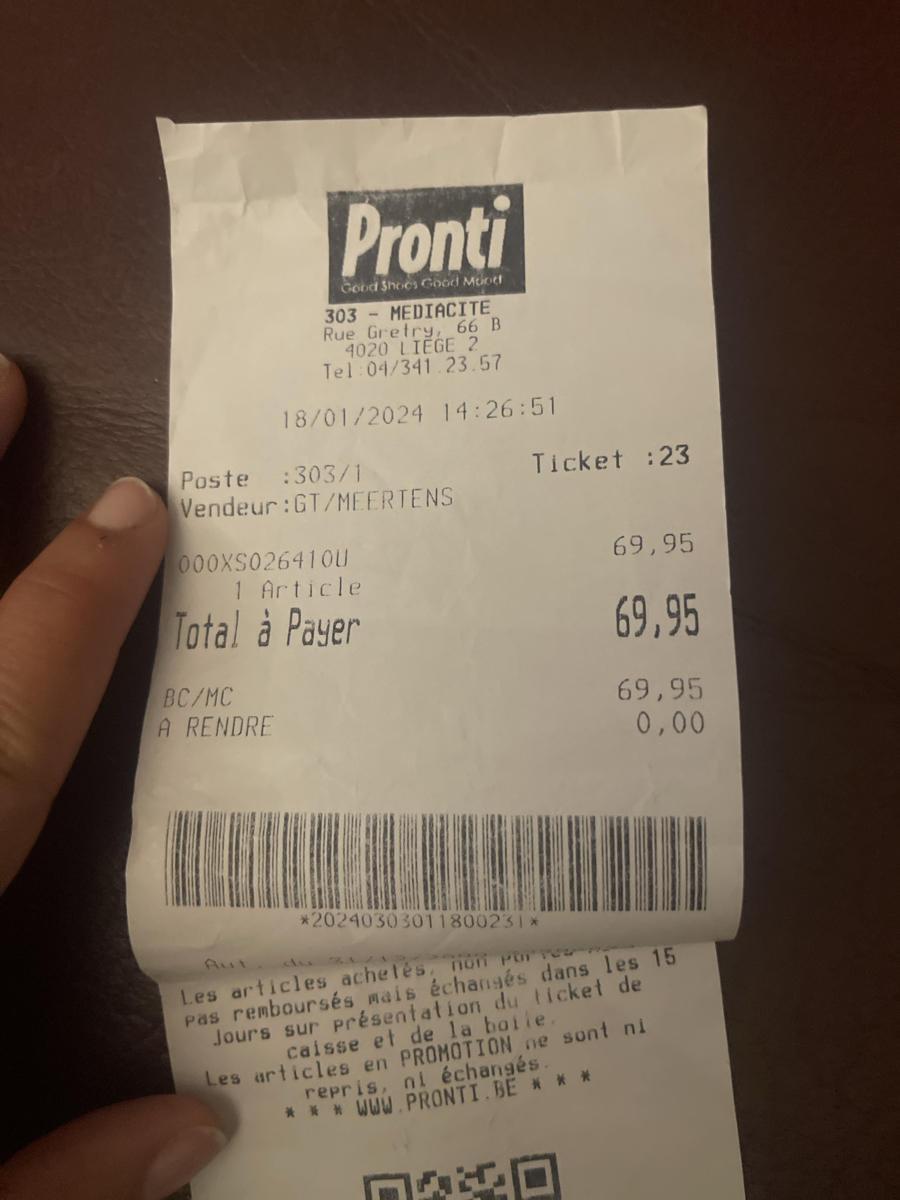 Pronti
Good Shoes Good Mood
303 - MEDIACITE
Rue Gretry, 66 B
4020 LIEGE 2
Tel:04/341.23.57
18/01/2024 14:26:51
Poste :303/1
Ticket :23
Vendeur:GT/MEERTENS
000XS026410U 69,95
1 Article
Total à Payer 69,95
BC/MC 69,95
A RENDRE 0,00
*20240303011800231*
Aut. du
Les articles achetés, non
pas remboursés mais échangés dans les 15
Jours sur présentation du ticket de
caisse et de la boîte.
Les articles en PROMOTION ne sont ni
repris, ni échangés.
* * * WWW.PRONTI.BE * * *